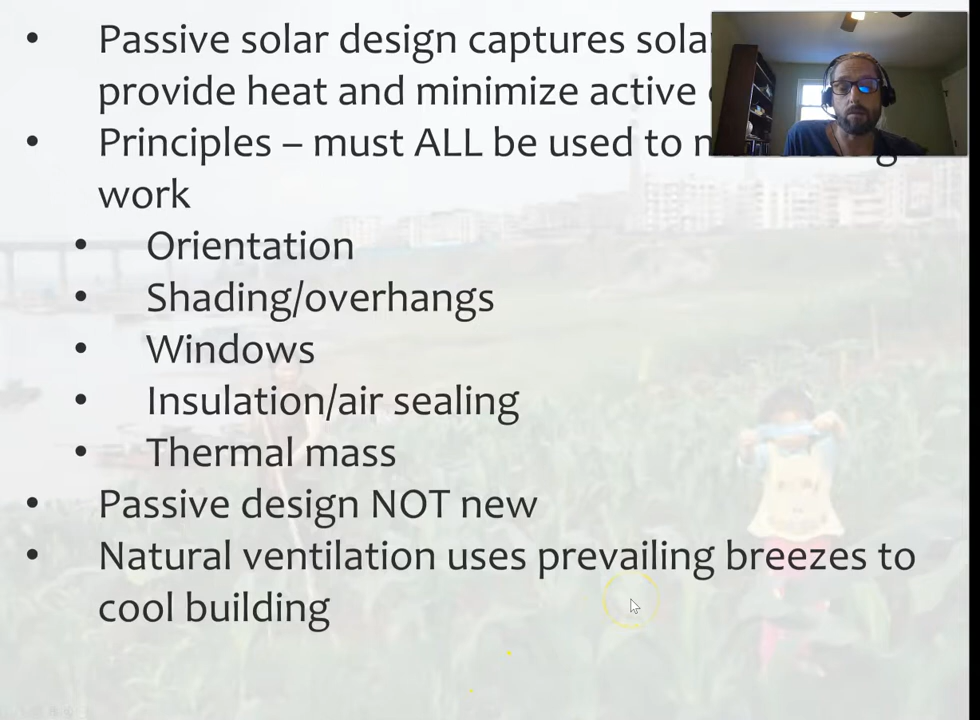 • Passive solar design captures
provide heat and minimize active
• Principles – must ALL be used to
work
• Orientation
• Shading/overhangs
• Windows
• Insulation/air sealing
• Thermal mass
• Passive design NOT new
• Natural ventilation uses prevailing breezes to
cool building